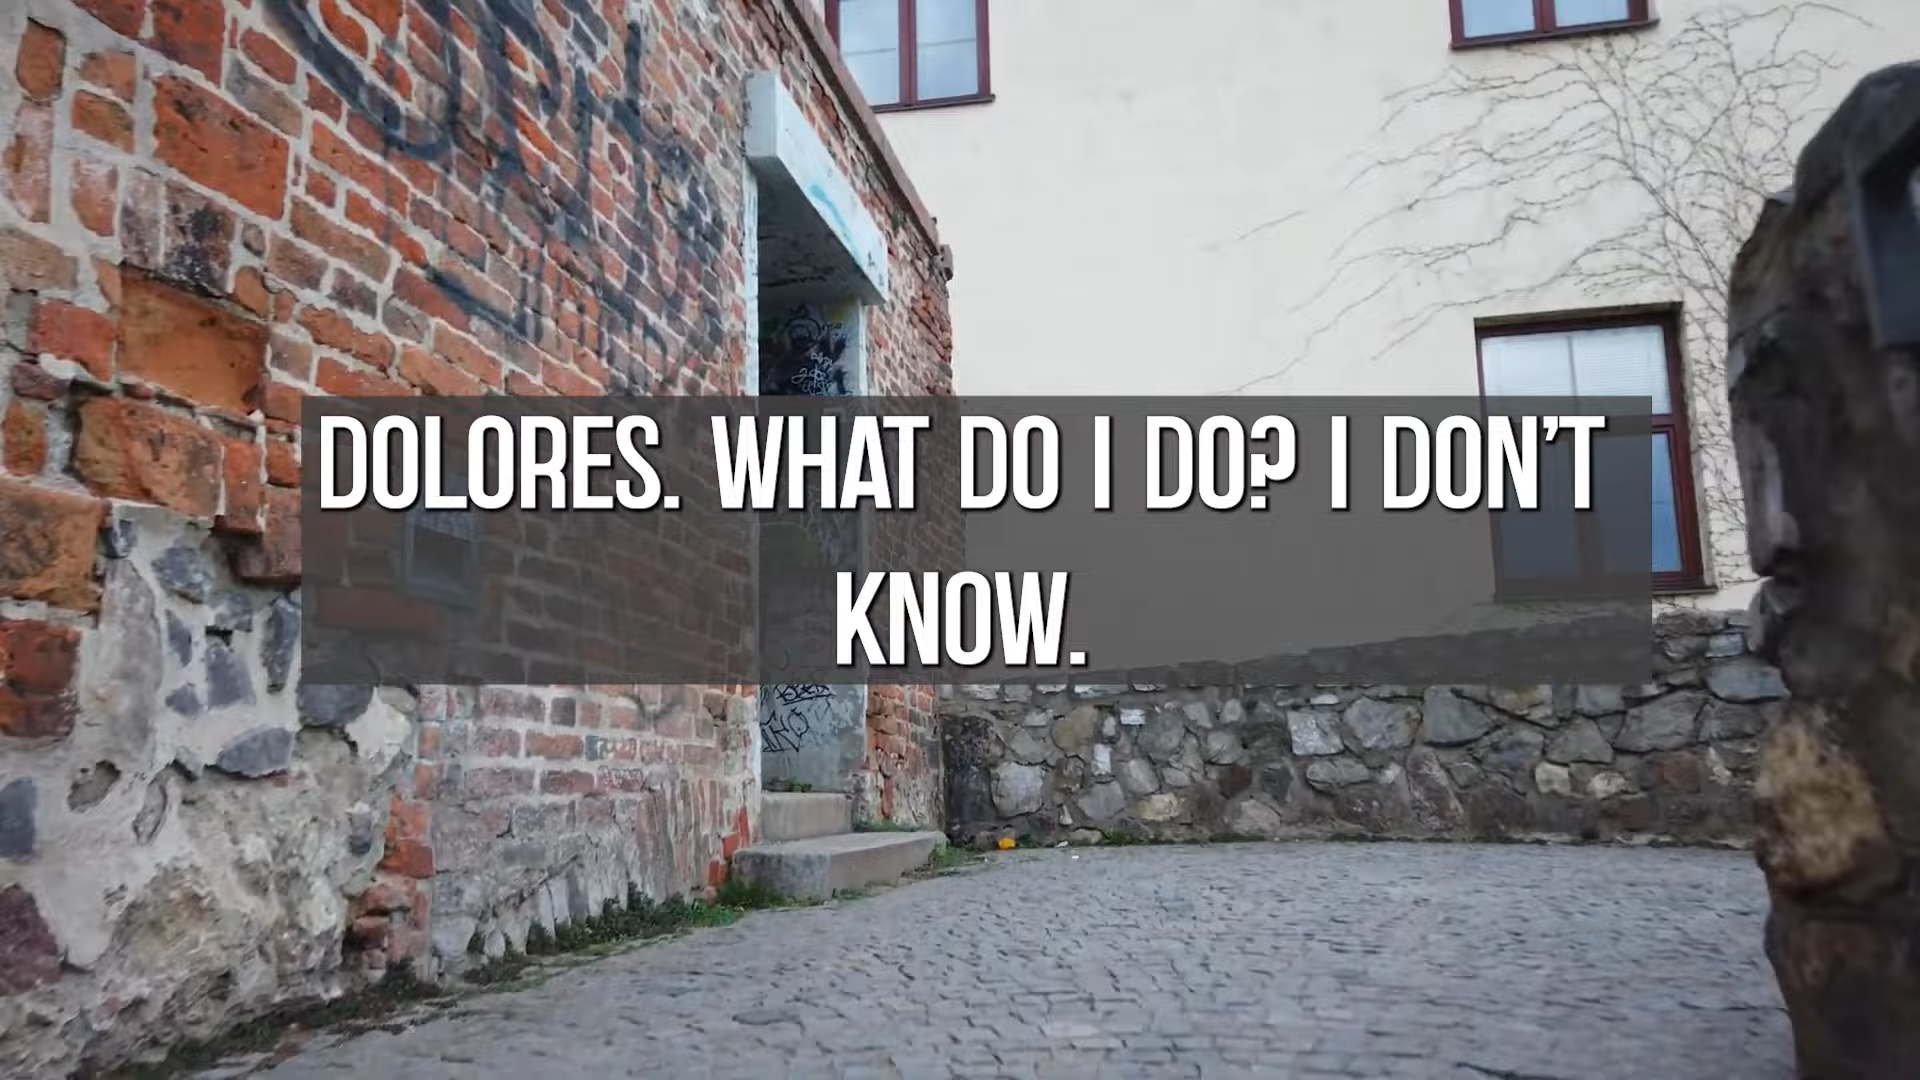 DOLORES. WHAT DO I DO? I DON’T
KNOW.